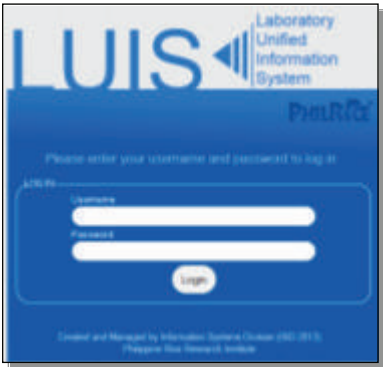 LUIS
Laboratory
Unified
Information
System
PHILRICE
Please enter your username and password to log in
LOG IN
Username
Password
Login
Created and Managed by Information Systems Division (ISD 2013)
Philippine Rice Research Institute